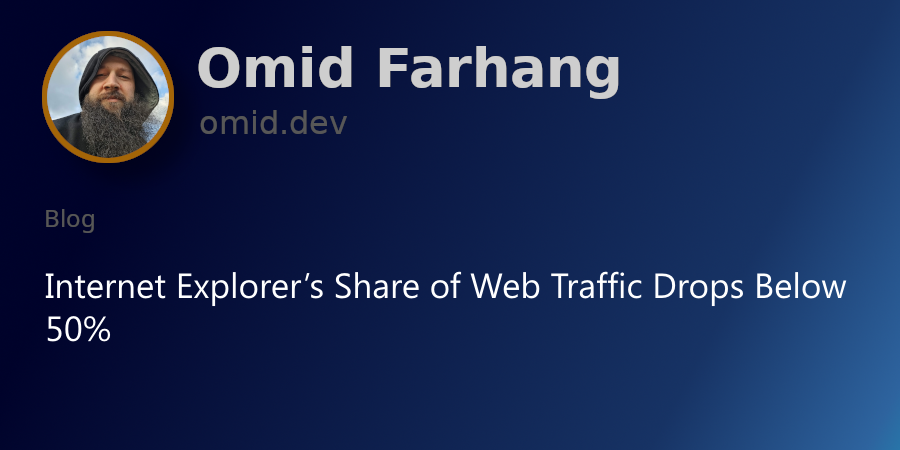 Omid Farhang
omid.dev
Blog
Internet Explorer’s Share of Web Traffic Drops Below
50%